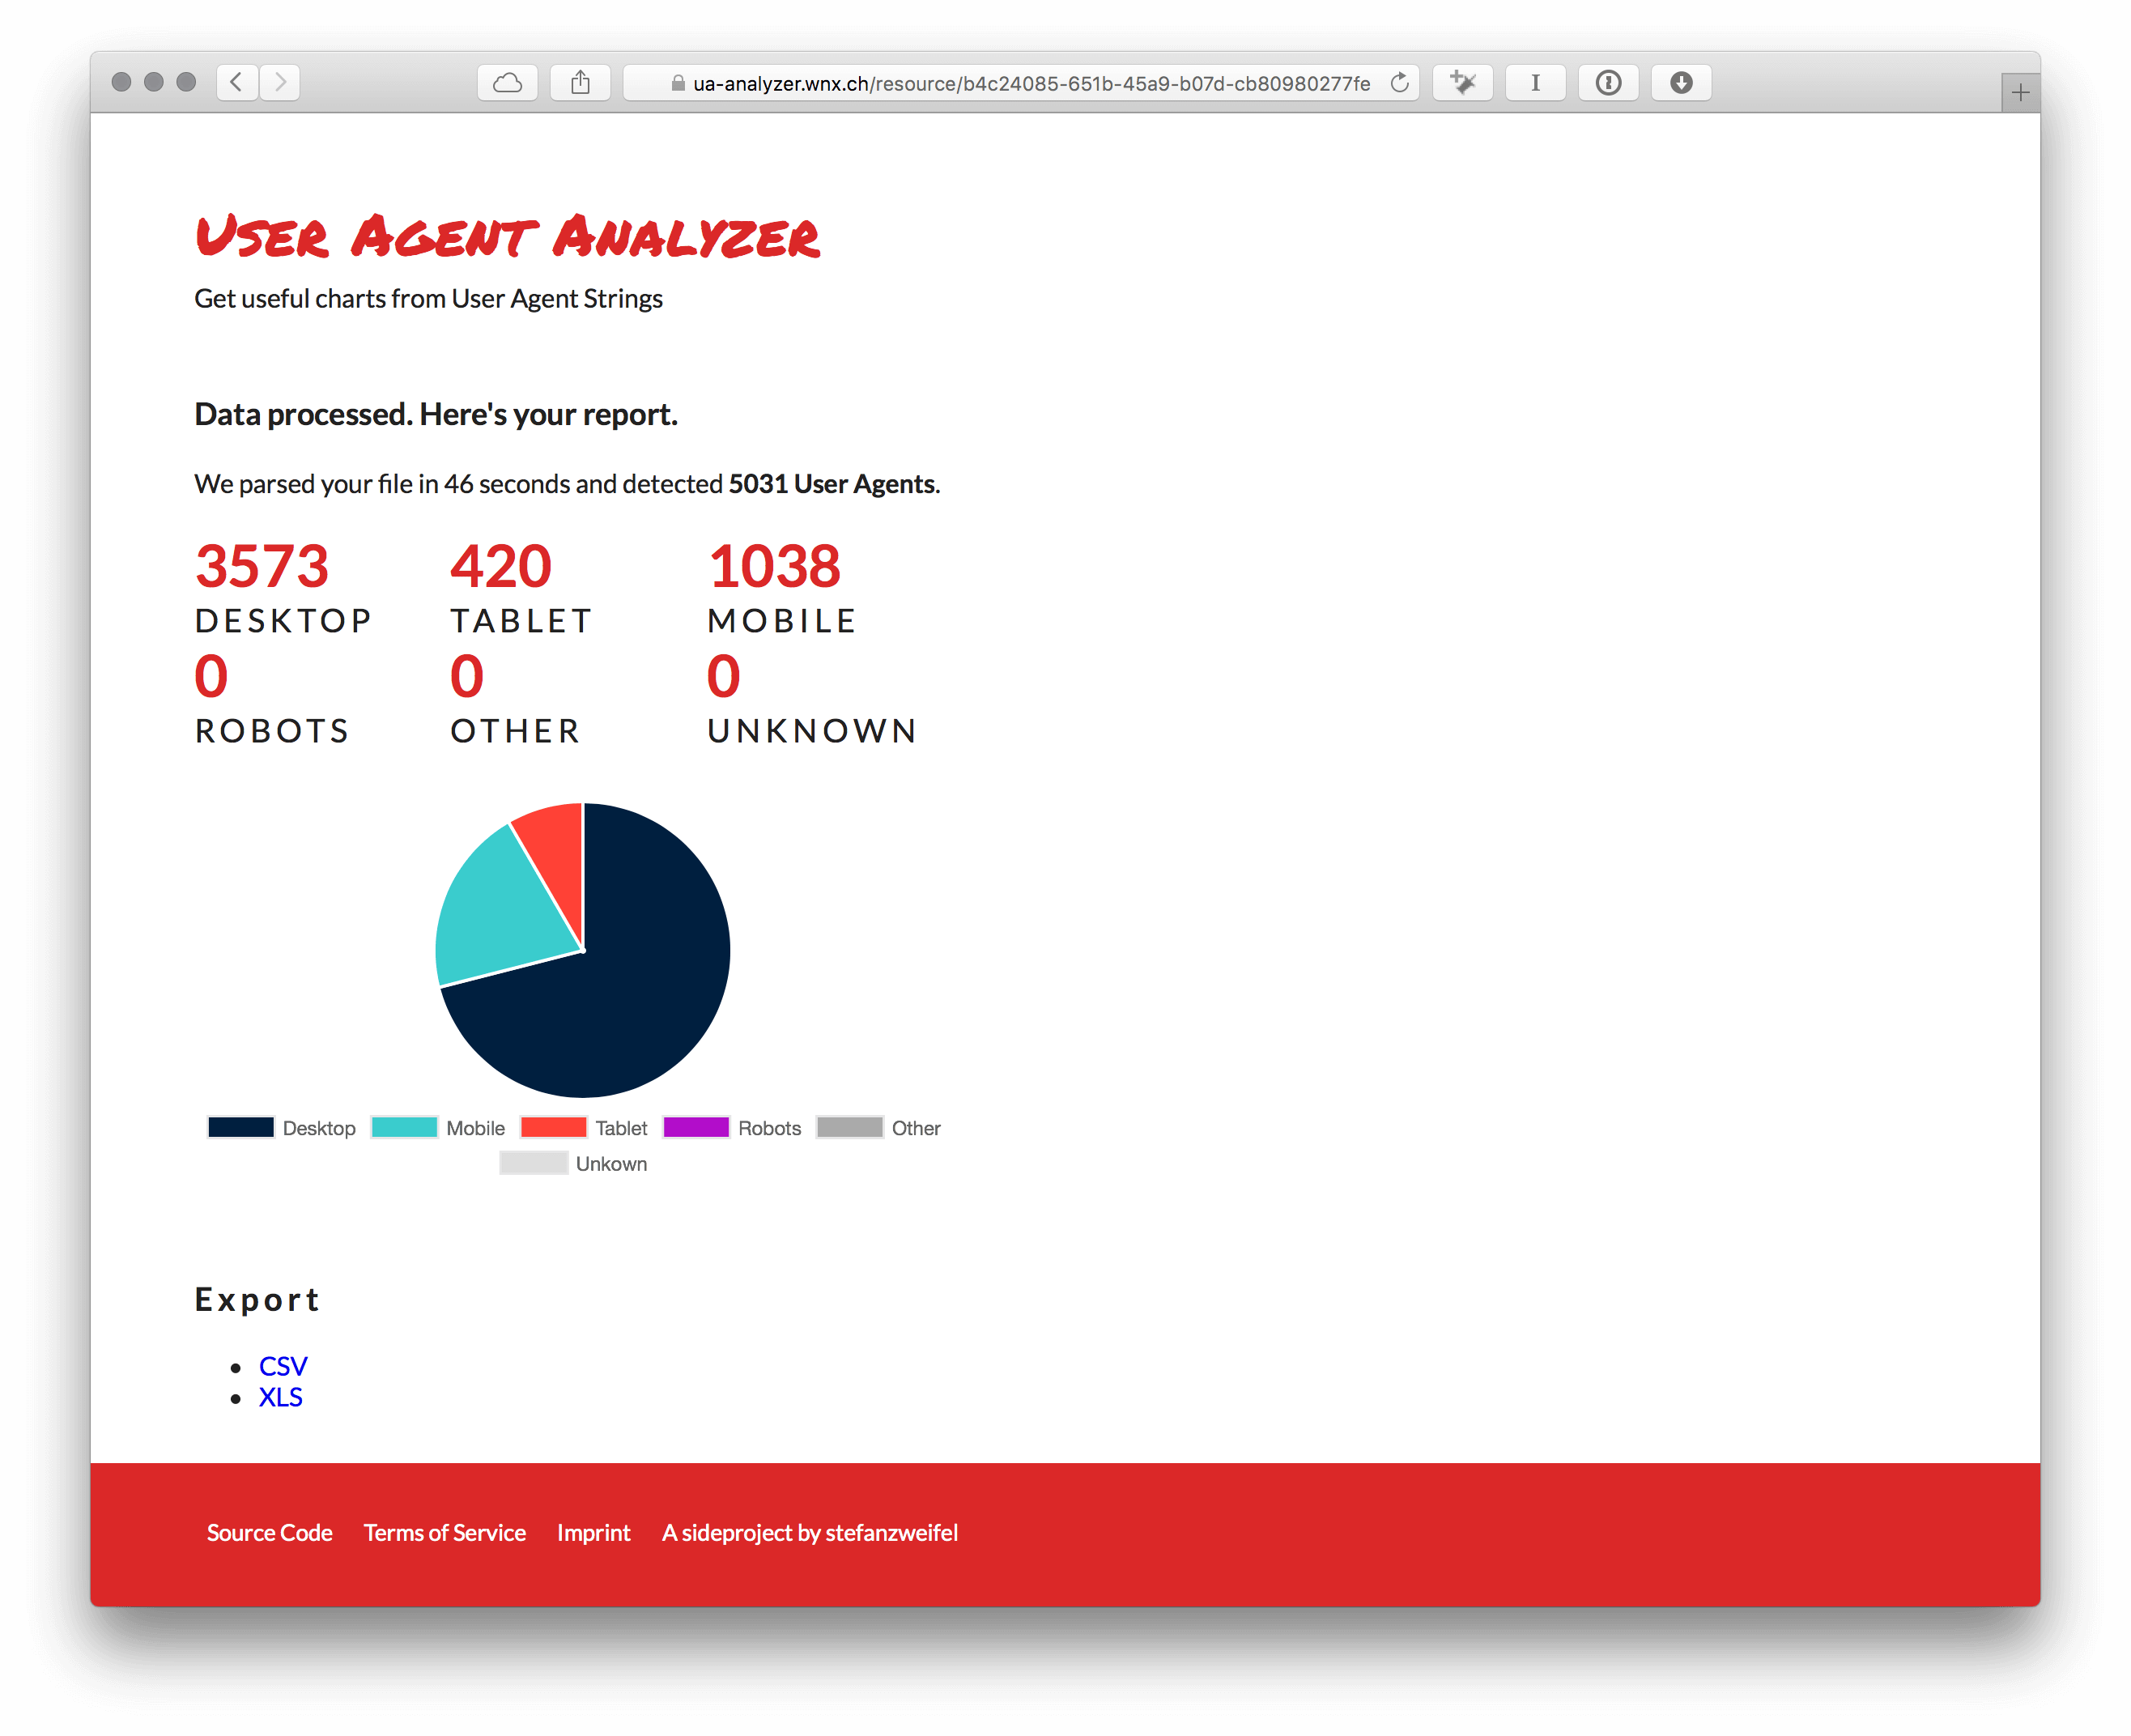 ua-analyzer.wnx.ch/resource/b4c24085-651b-45a9-b07d-cb80980277fe
User Agent Analyzer
Get useful charts from User Agent Strings
Data processed. Here's your report.
We parsed your file in 46 seconds and detected 5031 User Agents.
3573 420 1038
DESKTOP TABLET MOBILE
0 0 0
ROBOTS OTHER UNKNOWN
Desktop Mobile Tablet Robots Other
Unkown
Export
CSV
XLS
Source Code Terms of Service Imprint A sideproject by stefanzweifel